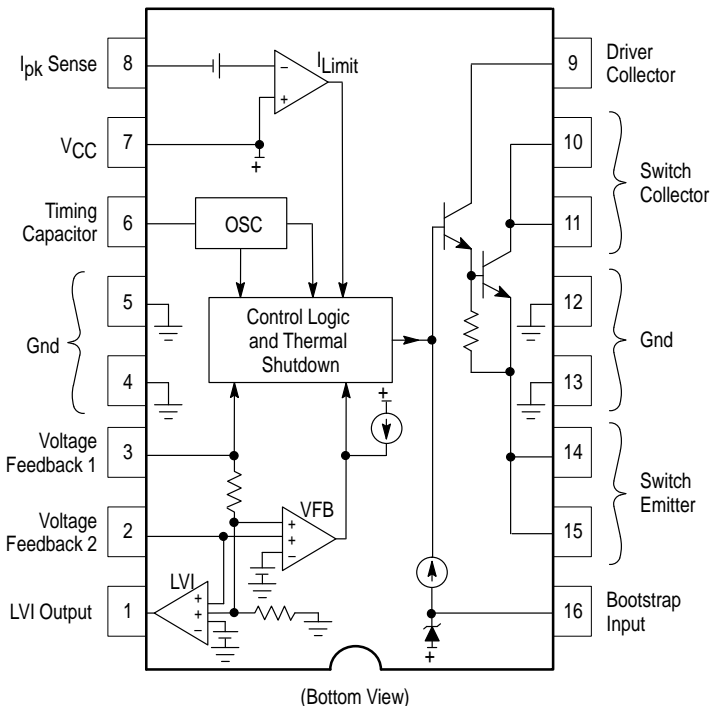 Ipk Sense
8
VCC
7
Timing
Capacitor
6
Gnd
5
4
Voltage
Feedback 1
3
Voltage
Feedback 2
2
LVI Output
1
−
+
ILimit
+
OSC
Control Logic
and Thermal
Shutdown
+
VFB
+
+
−
LVI
+
+
−
+
9
Driver
Collector
10
11
Switch
Collector
12
13
Gnd
14
15
Switch
Emitter
16
Bootstrap
Input
(Bottom View)